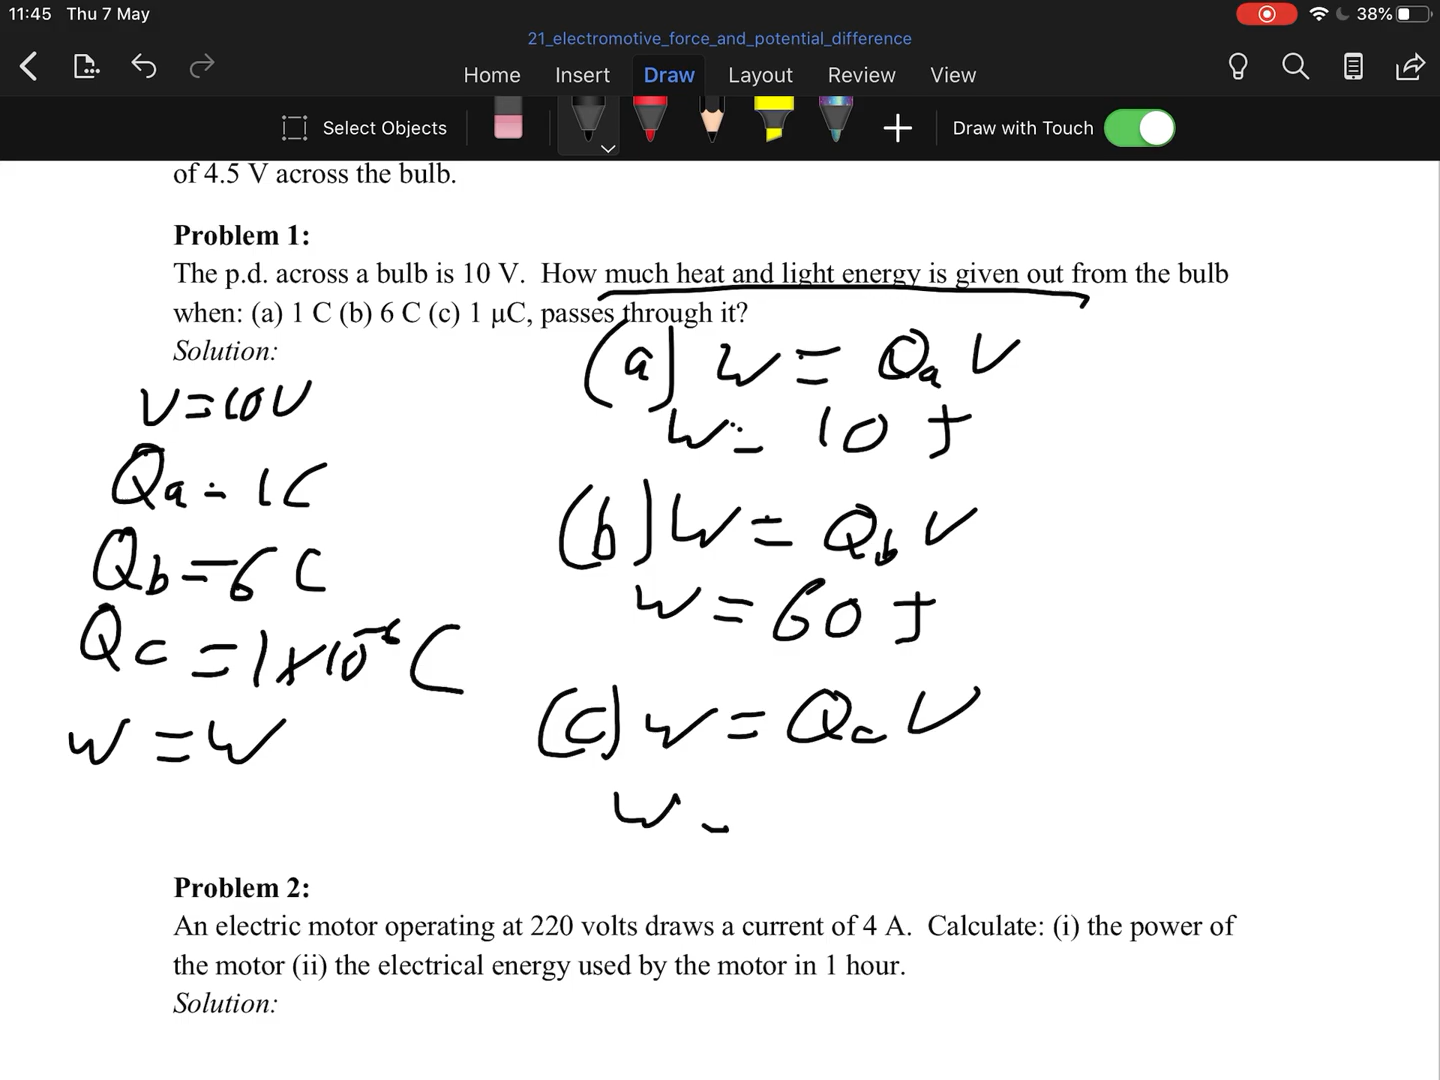 11:45 Thu 7 May 38%
21_electromotive_force_and_potential_difference
Home Insert Draw Layout Review View
Select Objects Draw with Touch
of 4.5 V across the bulb.
Problem 1:
The p.d. across a bulb is 10 V. How much heat and light energy is given out from the bulb
when: (a) 1 C (b) 6 C (c) 1 μC, passes through it?
Solution:
V=10V
Qa = 1C
Qb = 6 C
Qc = 1×10⁻⁶ C
W = W
(a) W = Qa V
W = 10 J
(b) W = Qb V
W = 60 J
(c) W = Qc V
W -
Problem 2:
An electric motor operating at 220 volts draws a current of 4 A. Calculate: (i) the power of
the motor (ii) the electrical energy used by the motor in 1 hour.
Solution: